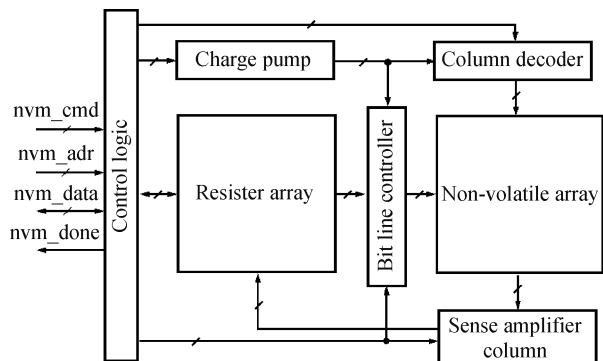 Charge pump
Column decoder
nvm_cmd
nvm_adr
nvm_data
nvm_done
Control logic
Resister array
Bit line controller
Non-volatile array
Sense amplifier
column